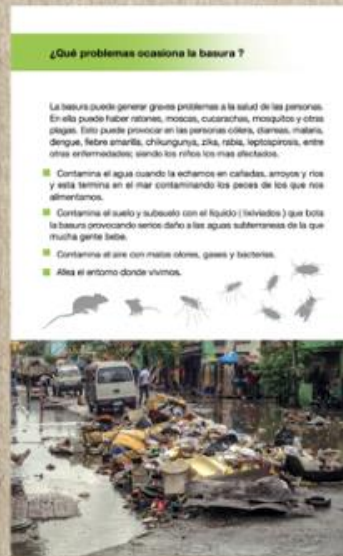 ¿Qué problemas ocasiona la basura ?
La basura puede generar graves problemas a la salud de las personas.
En ella puede haber ratones, moscas, cucarachas, mosquitos y otras
plagas. Esto puede provocar en las personas cólera, diarreas, malaria,
dengue, fiebre amarilla, chikungunya, zika, rabia, leptospirosis, entre
otras enfermedades; siendo los niños los mas afectados.
Contamina el agua cuando la echamos en cañadas, arroyos y ríos
y esta termina en el mar contaminando los peces de los que nos
alimentamos.
Contamina el suelo y subsuelo con el líquido ( lixiviados ) que bota
la basura provocando serios daño a las aguas subterraneas de la que
mucha gente bebe.
Contamina el aire con malos olores, gases y bacterias.
Afea el entorno donde vivimos.